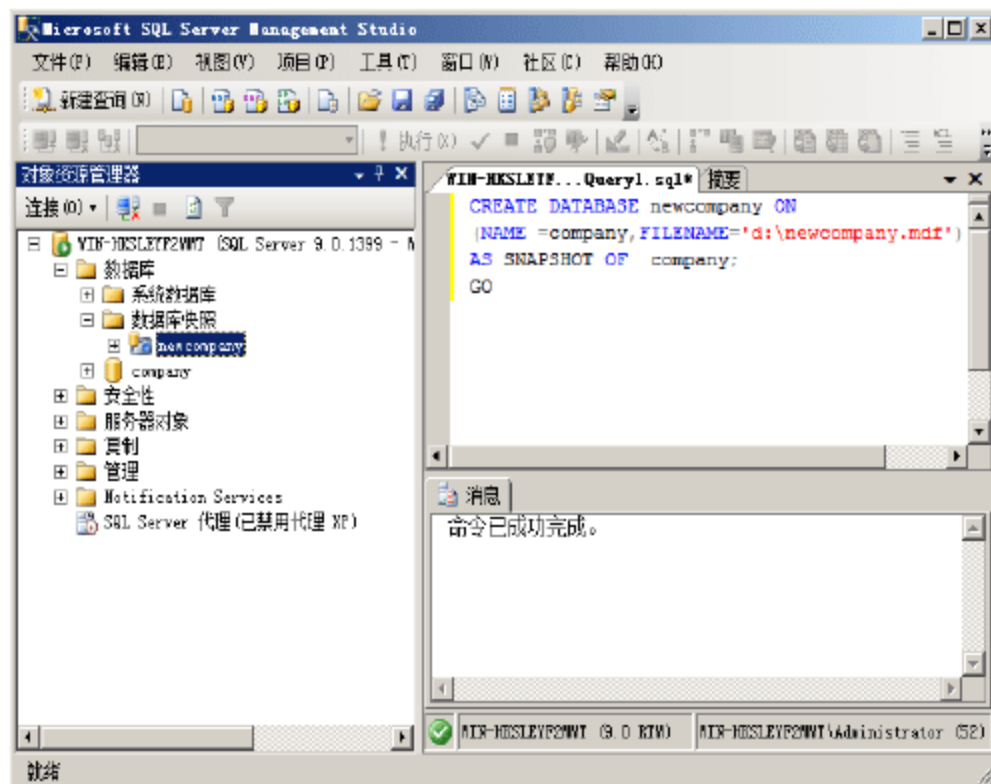 Microsoft SQL Server Management Studio
文件(F) 编辑(E) 视图(V) 项目(P) 工具(T) 窗口(W) 社区(C) 帮助(H)
新建查询(N)
执行(X)
对象资源管理器
连接(O)
WIN-HKSLEYF2MWT (SQL Server 9.0.1399 -
数据库
系统数据库
数据库快照
newcompany
company
安全性
服务器对象
复制
管理
Notification Services
SQL Server 代理(已禁用代理 XP)
WIN-HKSLEYF...Query1.sql* 摘要
CREATE DATABASE newcompany ON
(NAME =company,FILENAME='d:\newcompany.mdf')
AS SNAPSHOT OF company;
GO
消息
命令已成功完成。
WIN-HKSLEYF2MWT (9.0 RTM) WIN-HKSLEYF2MWT\Administrator (52)
就绪